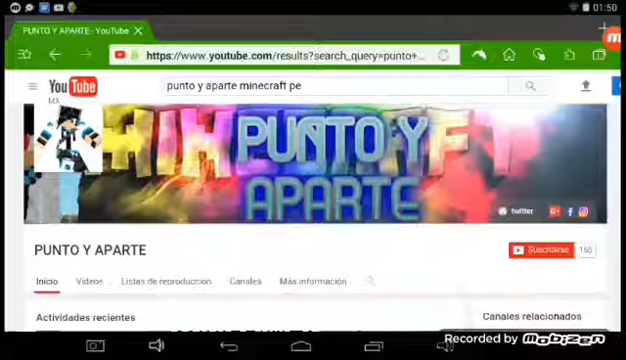 01:50
PUNTO Y APARTE - YouTube
https://www.youtube.com/results?search_query=punto+...
YouTube MX
punto y aparte minecraft pe
PUNTO Y
APARTE
twitter
PUNTO Y APARTE
Suscribirse 150
Inicio Videos Listas de reproducción Canales Más información
Actividades recientes Canales relacionados
Recorded by Mobizen